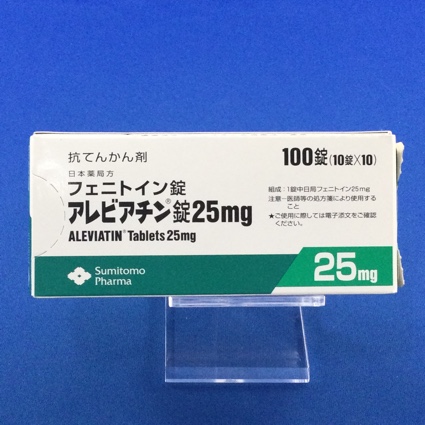 抗てんかん剤
日本薬局方
フェニトイン錠
アレビアチン®錠25mg
ALEVIATIN® Tablets 25mg
100錠(10錠×10)
組成：1錠中日局フェニトイン25mg
注意－医師等の処方箋により使用する
こと
★ご使用に際しては電子添文をご確認
ください。
Sumitomo
Pharma
25mg